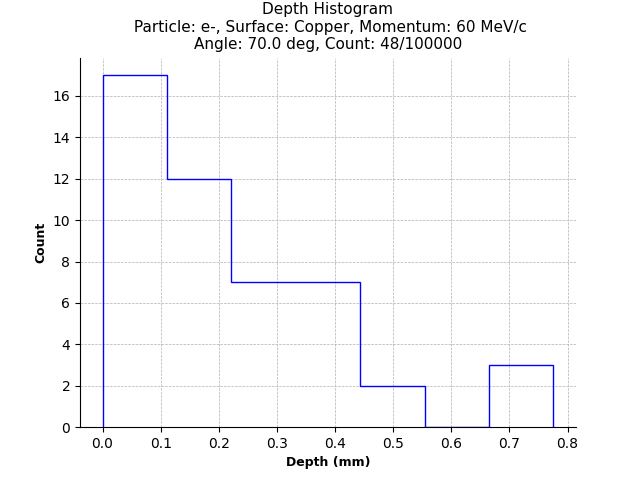 Depth Histogram
Particle: e-, Surface: Copper, Momentum: 60 MeV/c
Angle: 70.0 deg, Count: 48/100000
16
14
12
10
8
6
4
2
0
Count
0.0 0.1 0.2 0.3 0.4 0.5 0.6 0.7 0.8
Depth (mm)